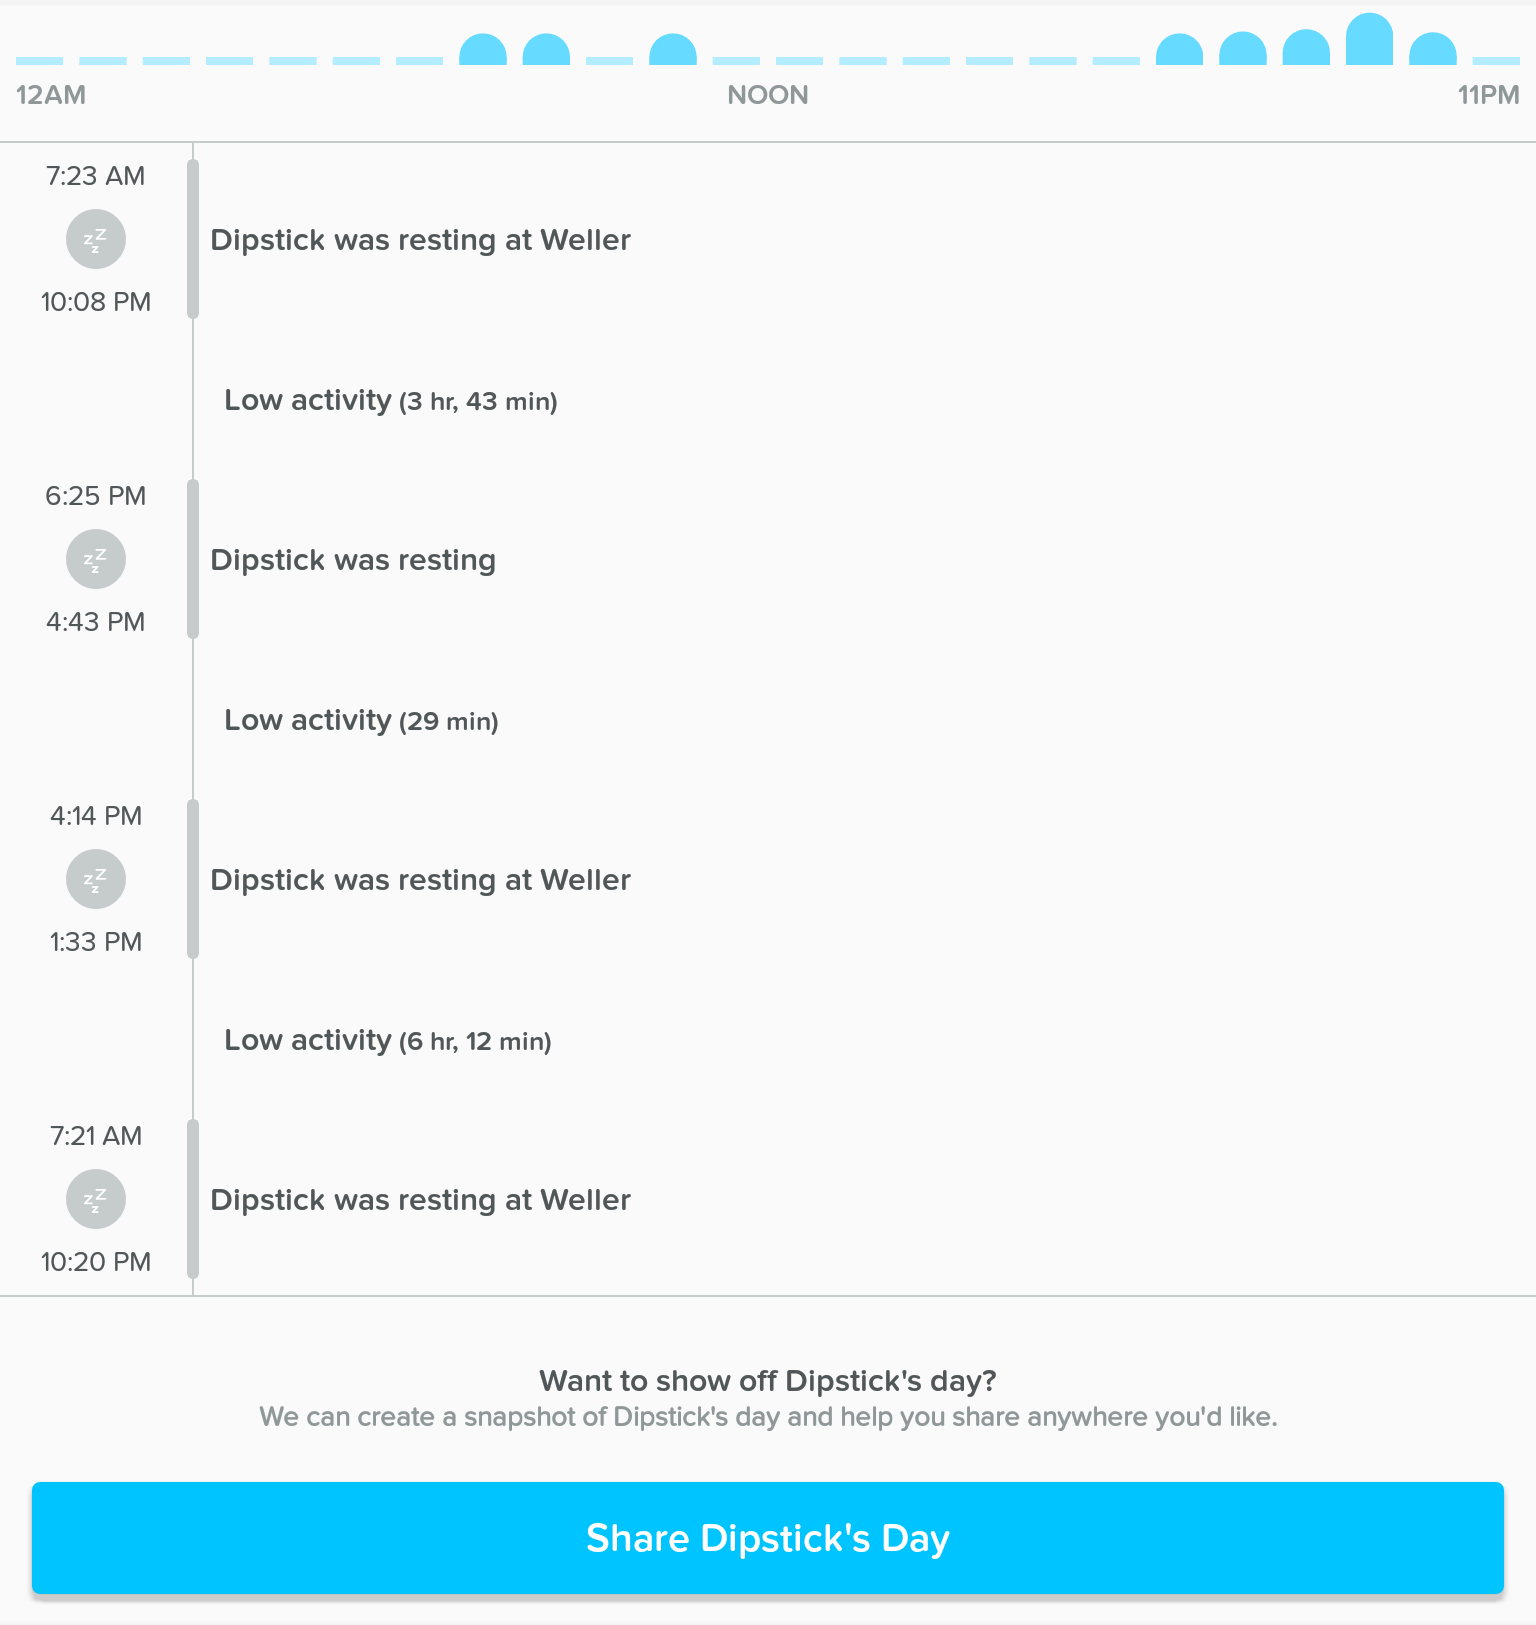 12AM NOON 11PM
7:23 AM
zzz
Dipstick was resting at Weller
10:08 PM
Low activity (3 hr, 43 min)
6:25 PM
zzz
Dipstick was resting
4:43 PM
Low activity (29 min)
4:14 PM
zzz
Dipstick was resting at Weller
1:33 PM
Low activity (6 hr, 12 min)
7:21 AM
zzz
Dipstick was resting at Weller
10:20 PM
Want to show off Dipstick's day?
We can create a snapshot of Dipstick's day and help you share anywhere you'd like.
Share Dipstick's Day